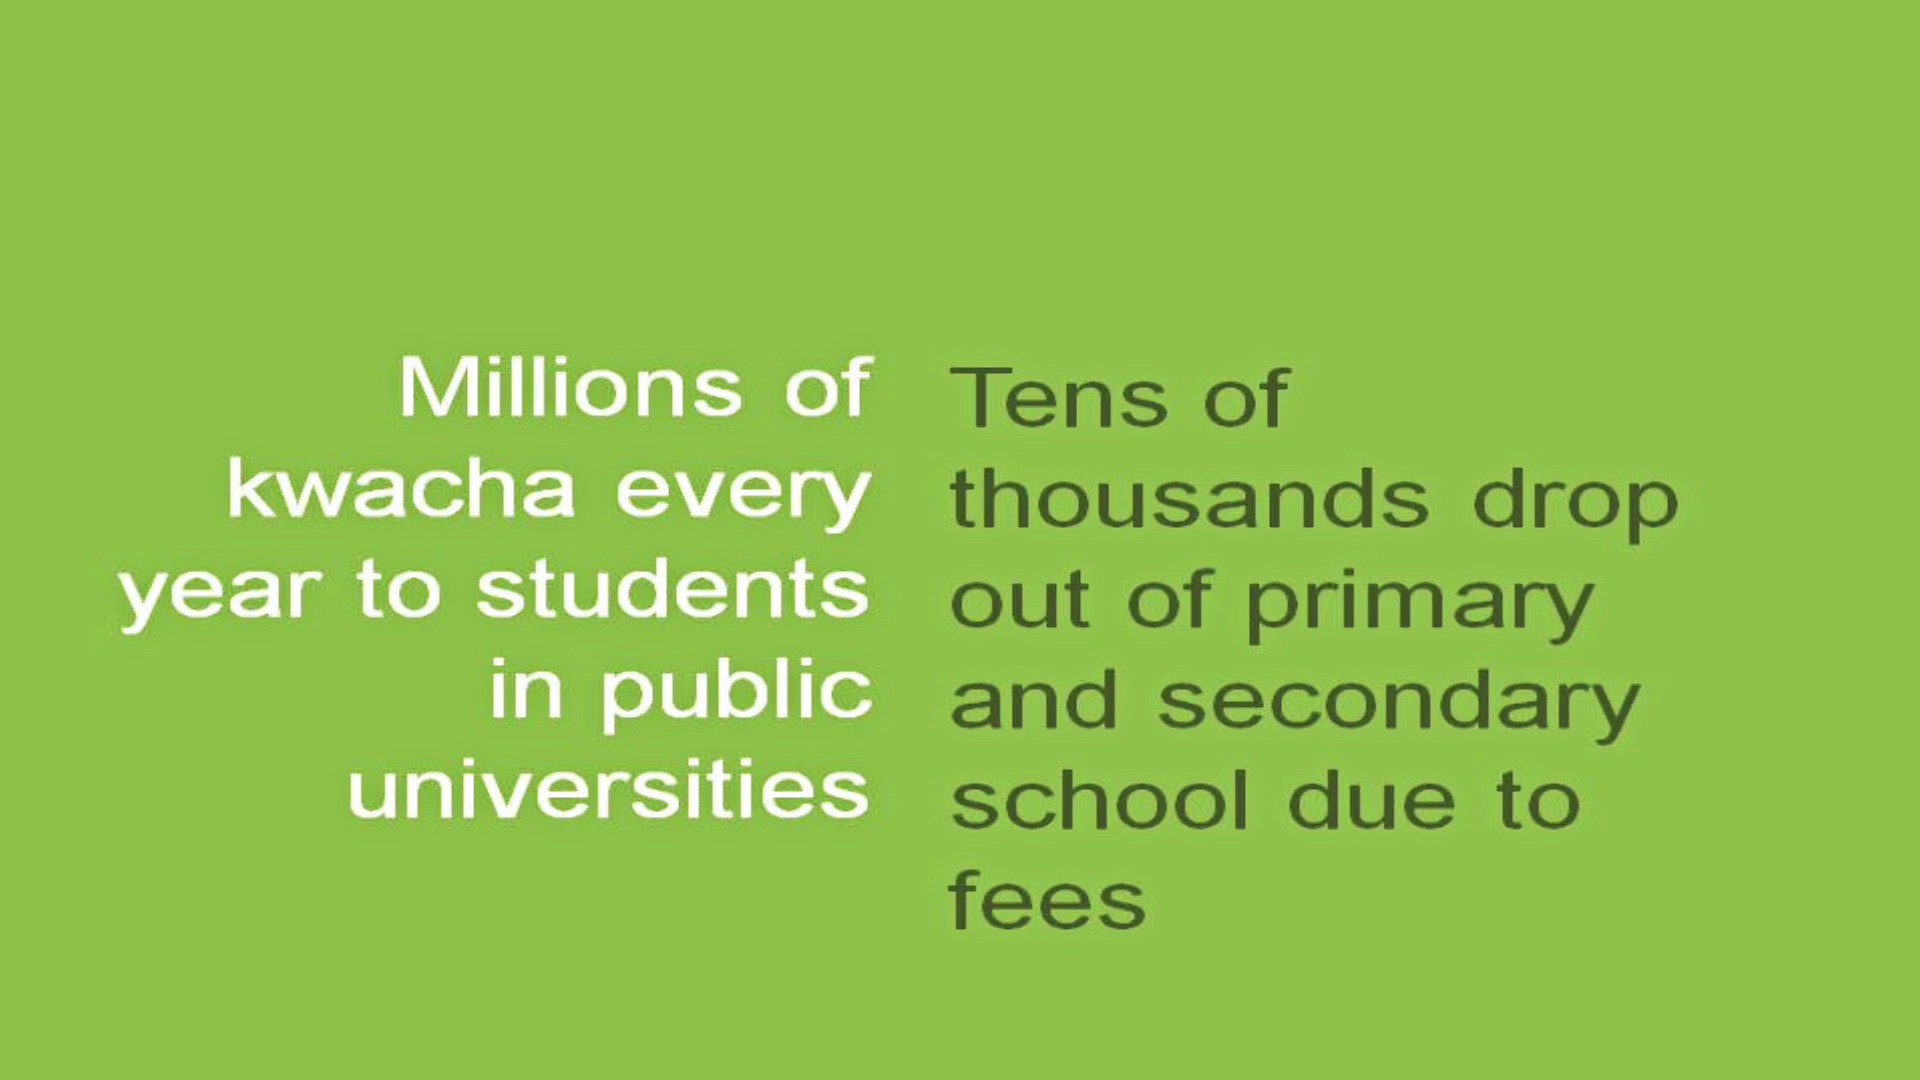 Millions of
kwacha every
year to students
in public
universities
Tens of
thousands drop
out of primary
and secondary
school due to
fees